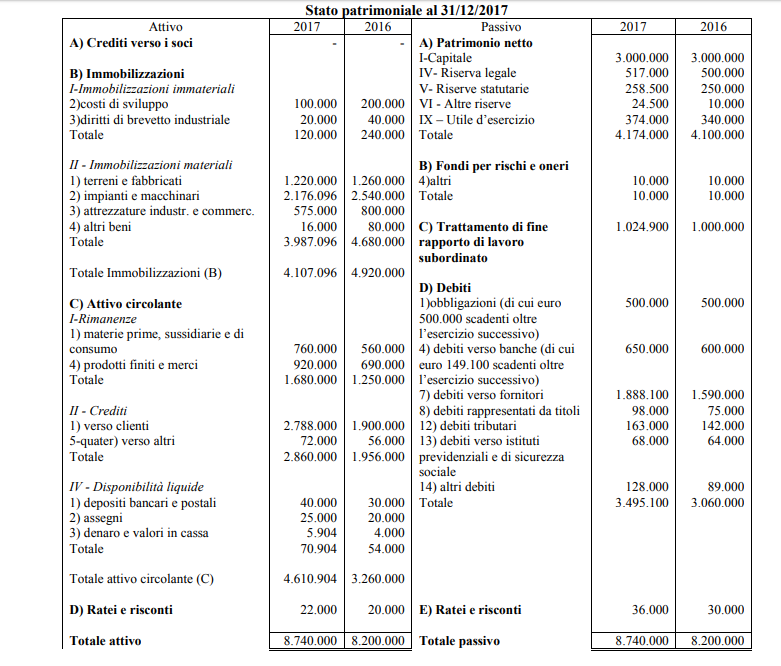 Stato patrimoniale al 31/12/2017
Attivo 2017 2016 Passivo 2017 2016
A) Crediti verso i soci - - A) Patrimonio netto
I-Capitale 3.000.000 3.000.000
B) Immobilizzazioni IV- Riserva legale 517.000 500.000
I-Immobilizzazioni immateriali V- Riserve statutarie 258.500 250.000
2)costi di sviluppo 100.000 200.000 VI - Altre riserve 24.500 10.000
3)diritti di brevetto industriale 20.000 40.000 IX – Utile d’esercizio 374.000 340.000
Totale 120.000 240.000 Totale 4.174.000 4.100.000
II - Immobilizzazioni materiali B) Fondi per rischi e oneri
1) terreni e fabbricati 1.220.000 1.260.000 4)altri 10.000 10.000
2) impianti e macchinari 2.176.096 2.540.000 Totale 10.000 10.000
3) attrezzature industr. e commerc. 575.000 800.000
4) altri beni 16.000 80.000 C) Trattamento di fine 1.024.900 1.000.000
Totale 3.987.096 4.680.000 rapporto di lavoro
subordinato
Totale Immobilizzazioni (B) 4.107.096 4.920.000
D) Debiti
C) Attivo circolante 1)obbligazioni (di cui euro 500.000 500.000
I-Rimanenze 500.000 scadenti oltre
1) materie prime, sussidiarie e di l’esercizio successivo)
consumo 760.000 560.000 4) debiti verso banche (di cui 650.000 600.000
4) prodotti finiti e merci 920.000 690.000 euro 149.100 scadenti oltre
Totale 1.680.000 1.250.000 l’esercizio successivo)
7) debiti verso fornitori 1.888.100 1.590.000
II - Crediti 8) debiti rappresentati da titoli 98.000 75.000
1) verso clienti 2.788.000 1.900.000 12) debiti tributari 163.000 142.000
5-quater) verso altri 72.000 56.000 13) debiti verso istituti 68.000 64.000
Totale 2.860.000 1.956.000 previdenziali e di sicurezza
sociale
IV - Disponibilità liquide 14) altri debiti 128.000 89.000
1) depositi bancari e postali 40.000 30.000 Totale 3.495.100 3.060.000
2) assegni 25.000 20.000
3) denaro e valori in cassa 5.904 4.000
Totale 70.904 54.000
Totale attivo circolante (C) 4.610.904 3.260.000
D) Ratei e risconti 22.000 20.000 E) Ratei e risconti 36.000 30.000
Totale attivo 8.740.000 8.200.000 Totale passivo 8.740.000 8.200.000